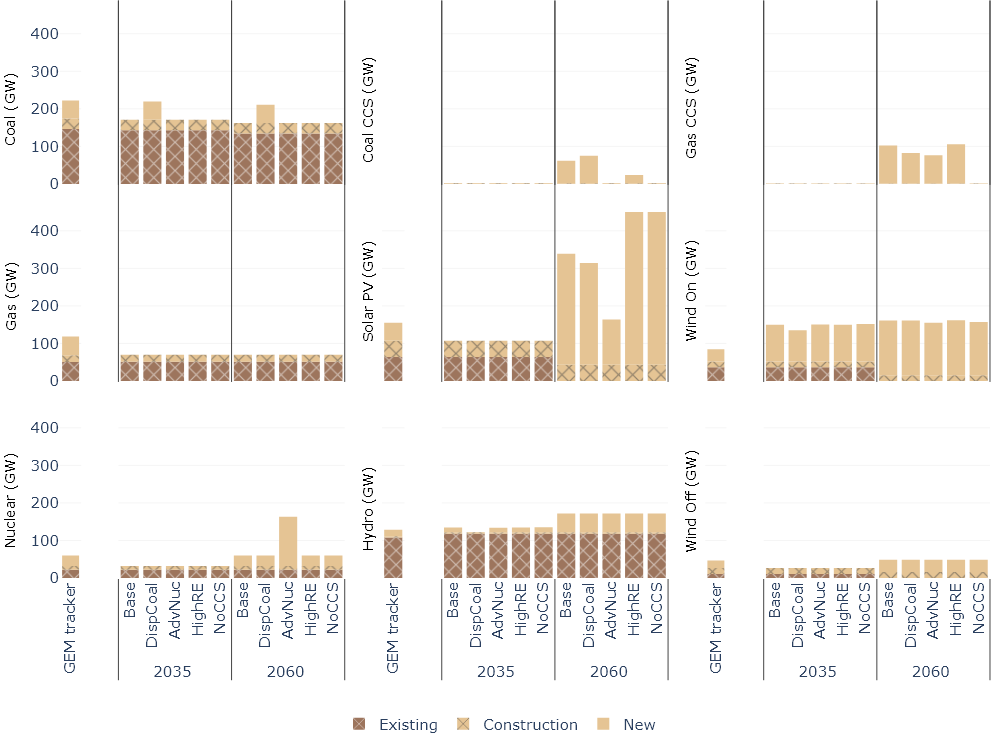 Coal (GW)
400
300
200
100
0
Coal CCS (GW)
Gas CCS (GW)
Gas (GW)
400
300
200
100
0
Solar PV (GW)
Wind On (GW)
Nuclear (GW)
400
300
200
100
0
Hydro (GW)
Wind Off (GW)
GEM tracker
Base
DispCoal
AdvNuc
HighRE
NoCCS
Base
DispCoal
AdvNuc
HighRE
NoCCS
2035
2060
GEM tracker
Base
DispCoal
AdvNuc
HighRE
NoCCS
Base
DispCoal
AdvNuc
HighRE
NoCCS
2035
2060
GEM tracker
Base
DispCoal
AdvNuc
HighRE
NoCCS
Base
DispCoal
AdvNuc
HighRE
NoCCS
2035
2060
Existing
Construction
New